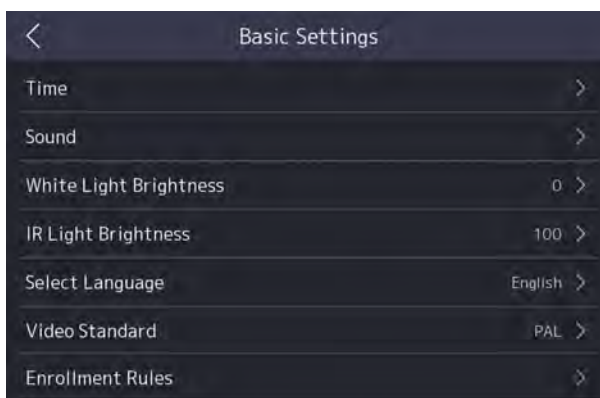 Basic Settings
Time
Sound
White Light Brightness 0
IR Light Brightness 100
Select Language English
Video Standard PAL
Enrollment Rules